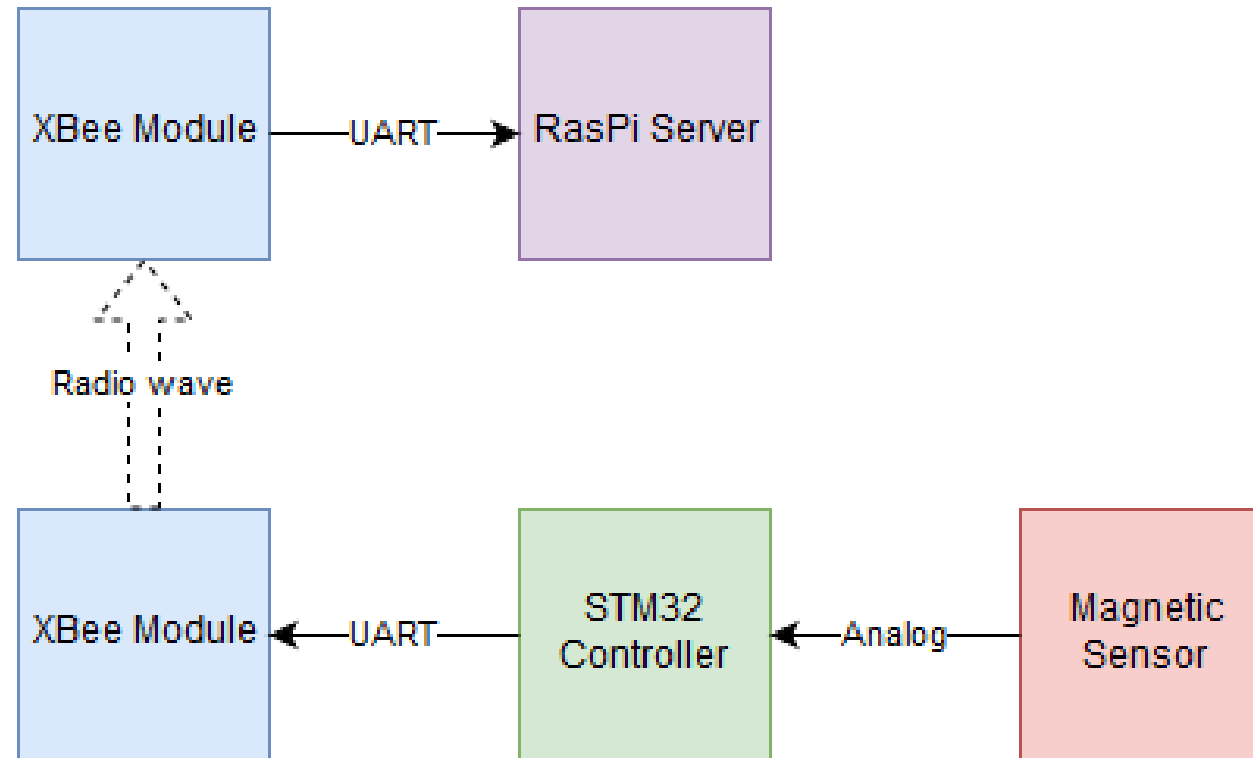 XBee Module
UART
RasPi Server
Radio wave
XBee Module
UART
STM32
Controller
Analog
Magnetic
Sensor